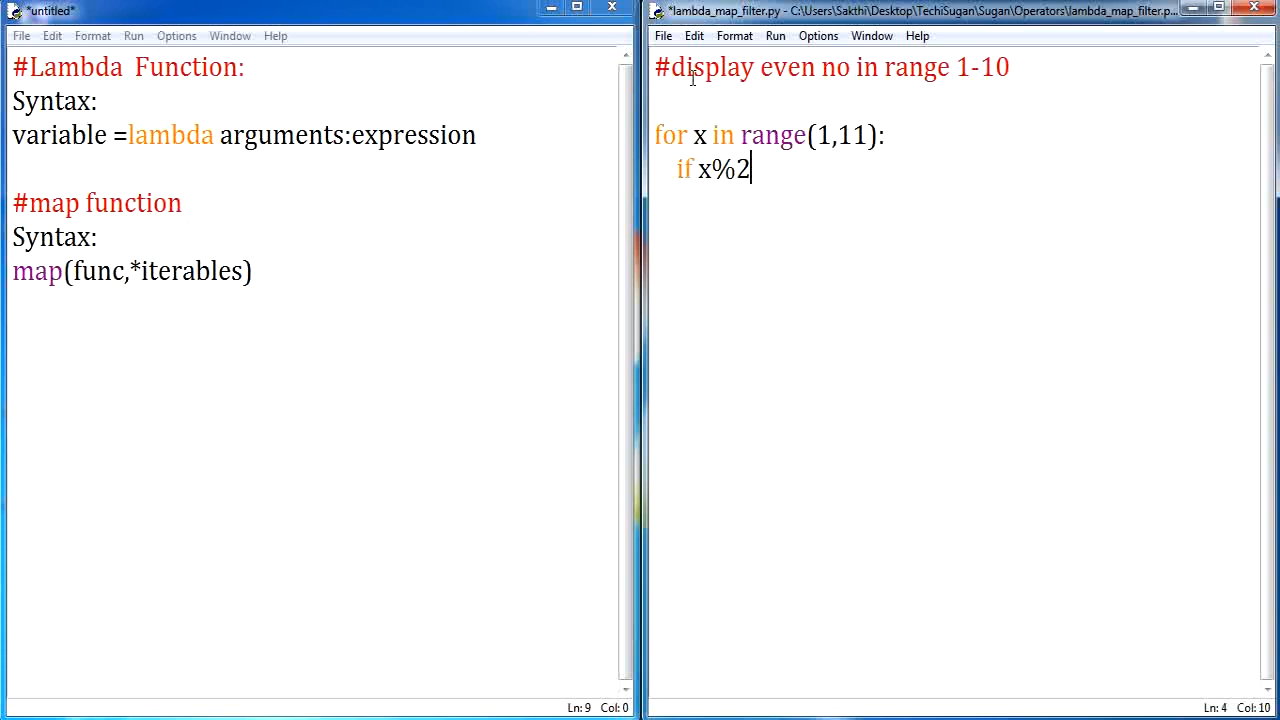 *untitled*
File Edit Format Run Options Window Help
#Lambda  Function:
Syntax:
variable =lambda arguments:expression
#map function
Syntax:
map(func,*iterables)
Ln: 9 Col: 0
*lambda_map_filter.py - C:\Users\Sakthi\Desktop\TechiSugan\Sugan\Operators\lambda_map_filter.p...
File Edit Format Run Options Window Help
#display even no in range 1-10
for x in range(1,11):
    if x%2
Ln: 4 Col: 10